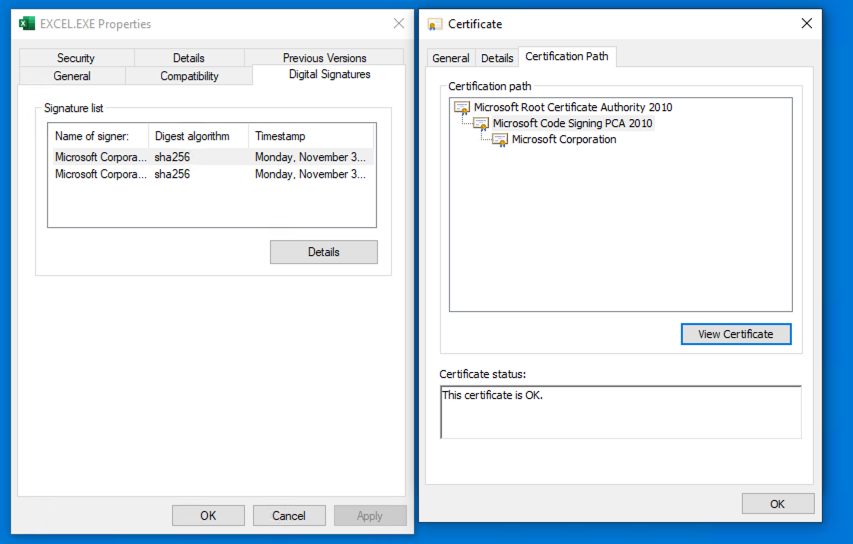 EXCEL.EXE Properties
Security Details Previous Versions
General Compatibility Digital Signatures
Signature list
Name of signer: Digest algorithm Timestamp
Microsoft Corpora... sha256 Monday, November 3...
Microsoft Corpora... sha256 Monday, November 3...
Details
OK Cancel Apply
Certificate
General Details Certification Path
Certification path
Microsoft Root Certificate Authority 2010
Microsoft Code Signing PCA 2010
Microsoft Corporation
View Certificate
Certificate status:
This certificate is OK.
OK